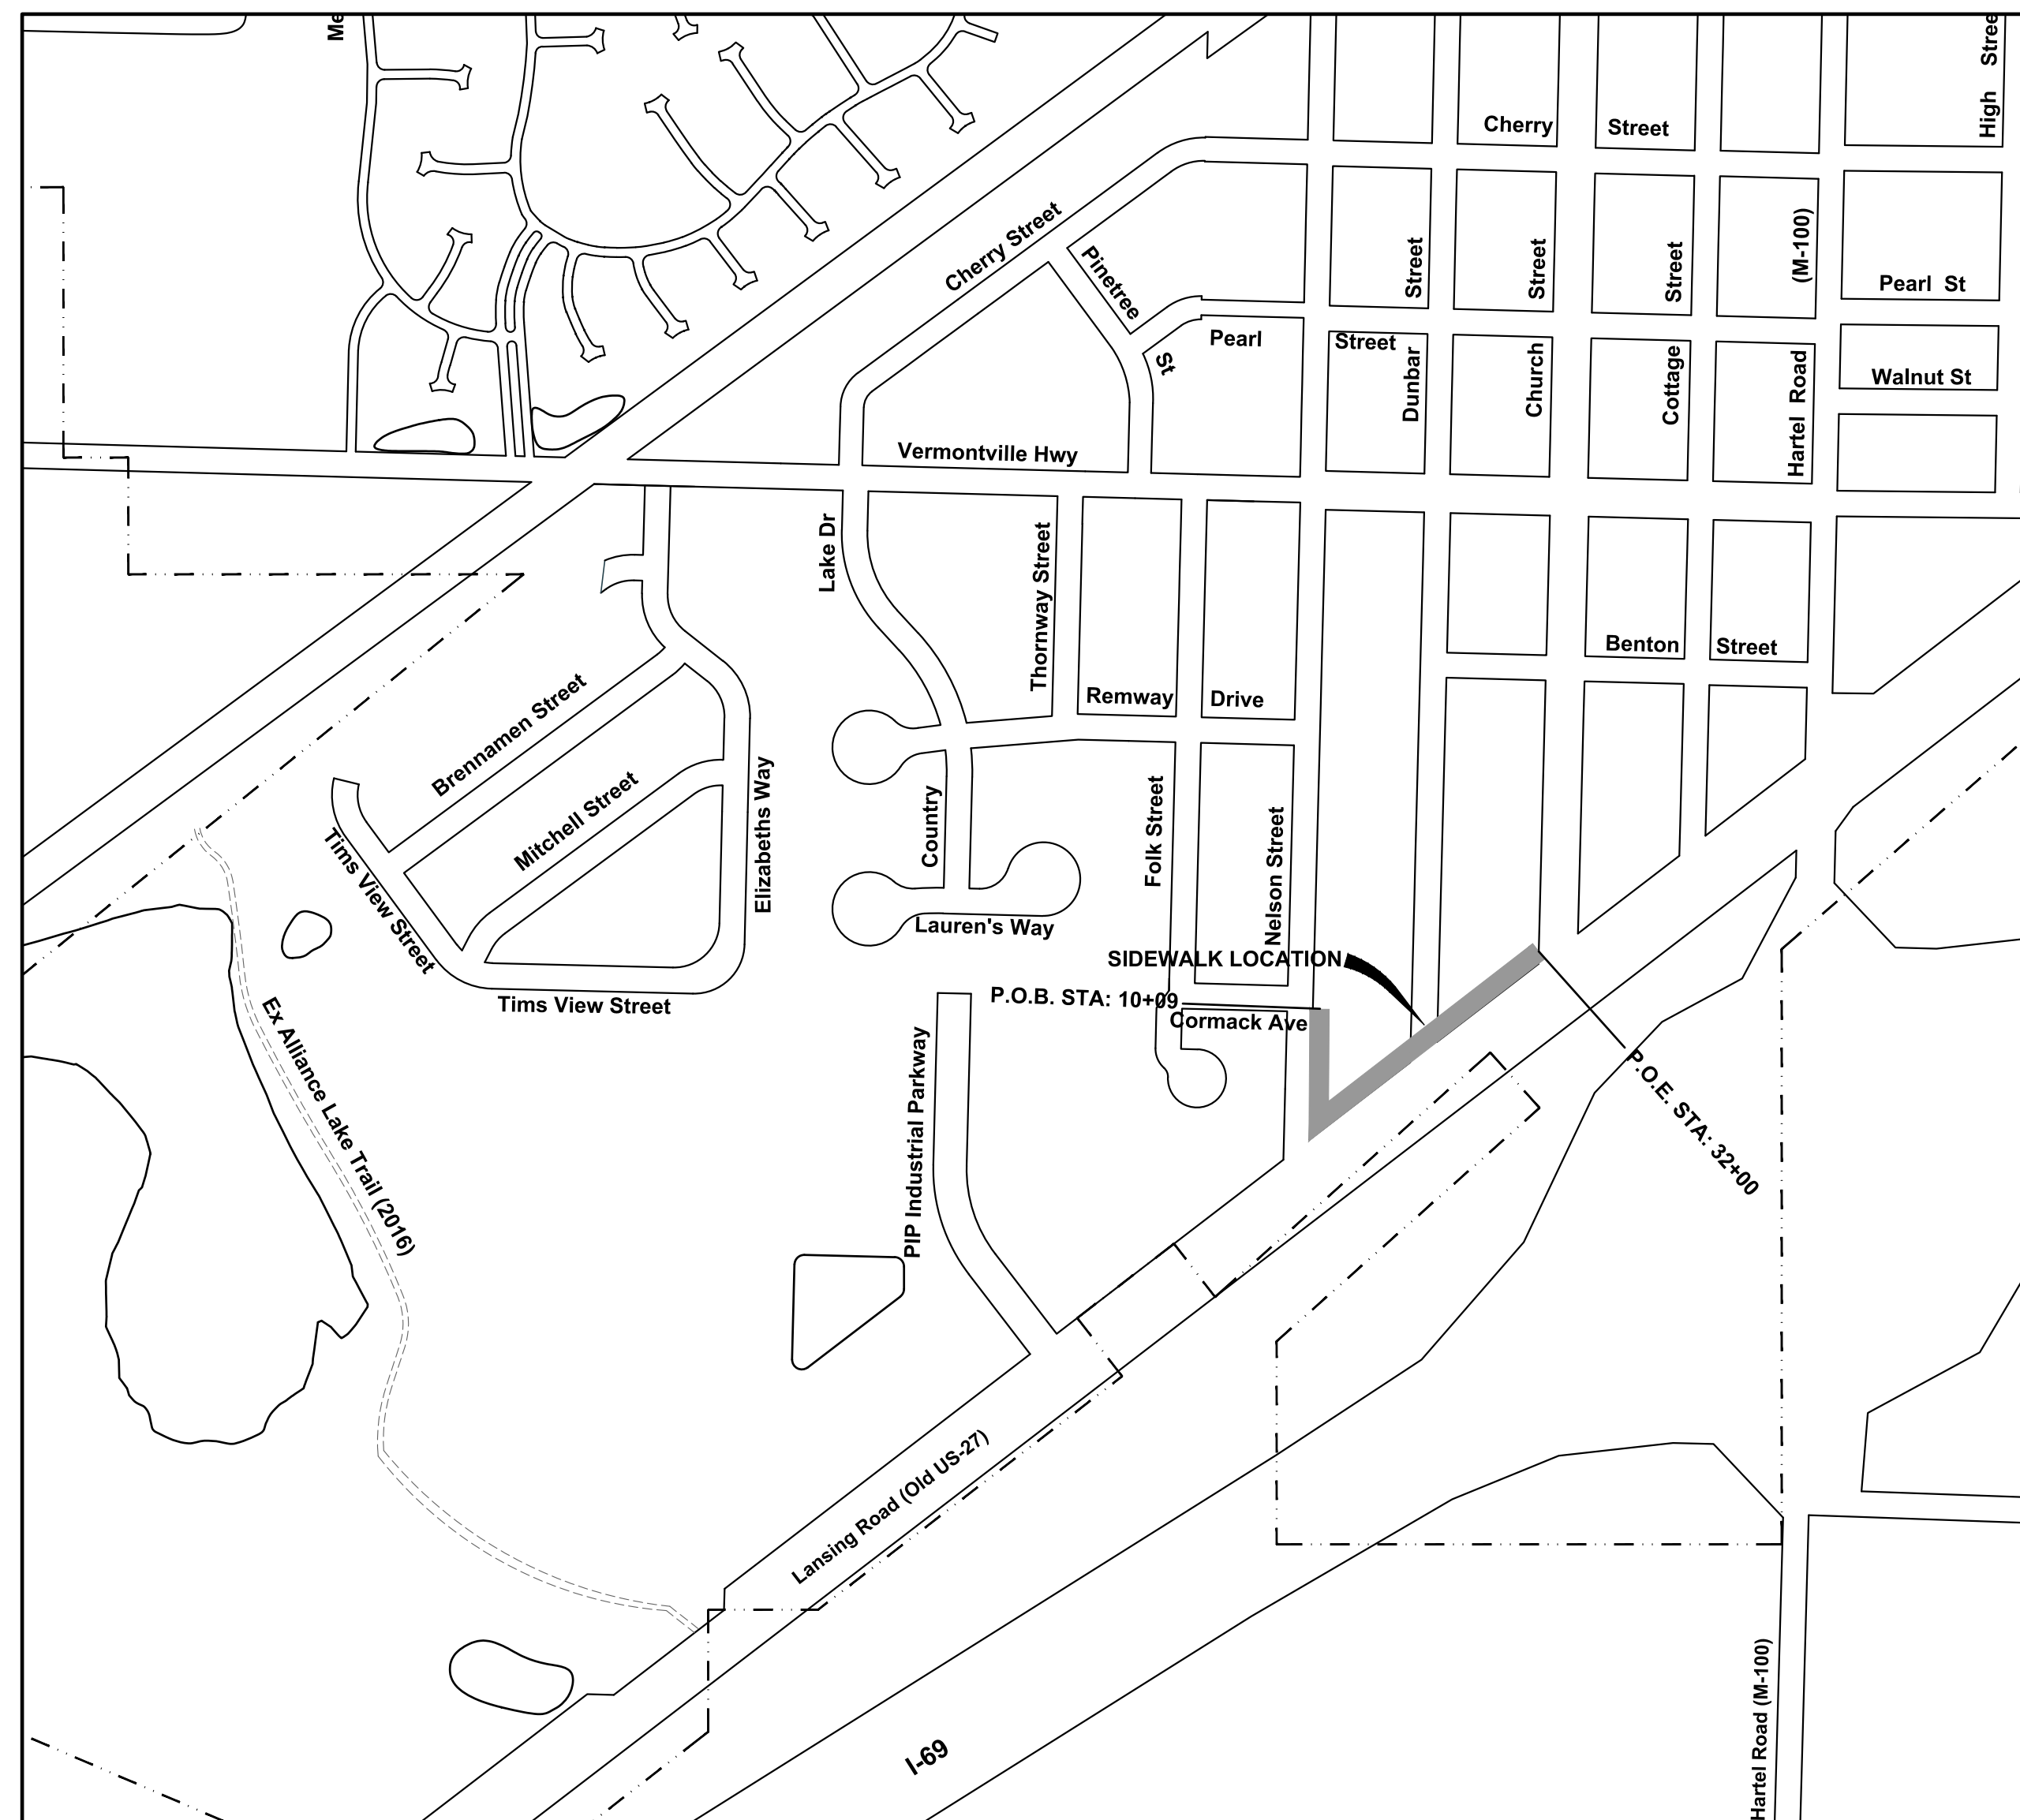 Me
High Stree
Cherry Street
Cherry Street
Pinetree St
(M-100)
Street
Street
Street
Pearl St
Pearl Street
Dunbar
Church
Cottage
Hartel Road
Walnut St
Vermontville Hwy
Lake Dr
Thornway Street
Benton Street
Remway Drive
Brennamen Street
Mitchell Street
Elizabeths Way
Country
Folk Street
Nelson Street
Tims View Street
Lauren's Way
SIDEWALK LOCATION
P.O.B. STA: 10+09
Tims View Street
Cormack Ave
Ex Alliance Lake Trail (2016)
PIP Industrial Parkway
P.O.E. STA: 32+00
Lansing Road (Old US-27)
I-69
Hartel Road (M-100)